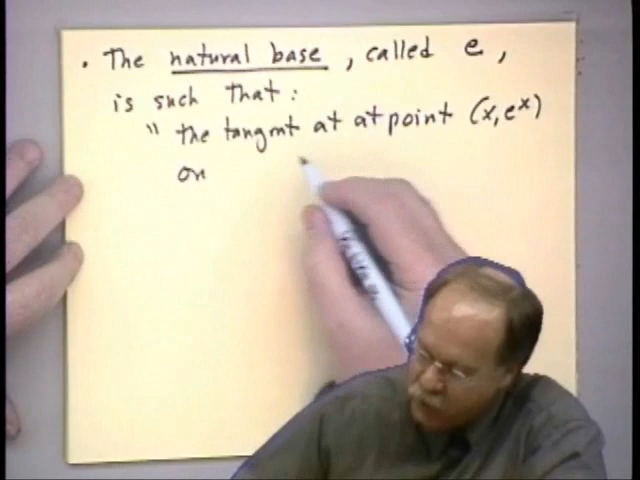 • The natural base, called e,
is such that:
" the tangent at at point (x, eˣ)
on